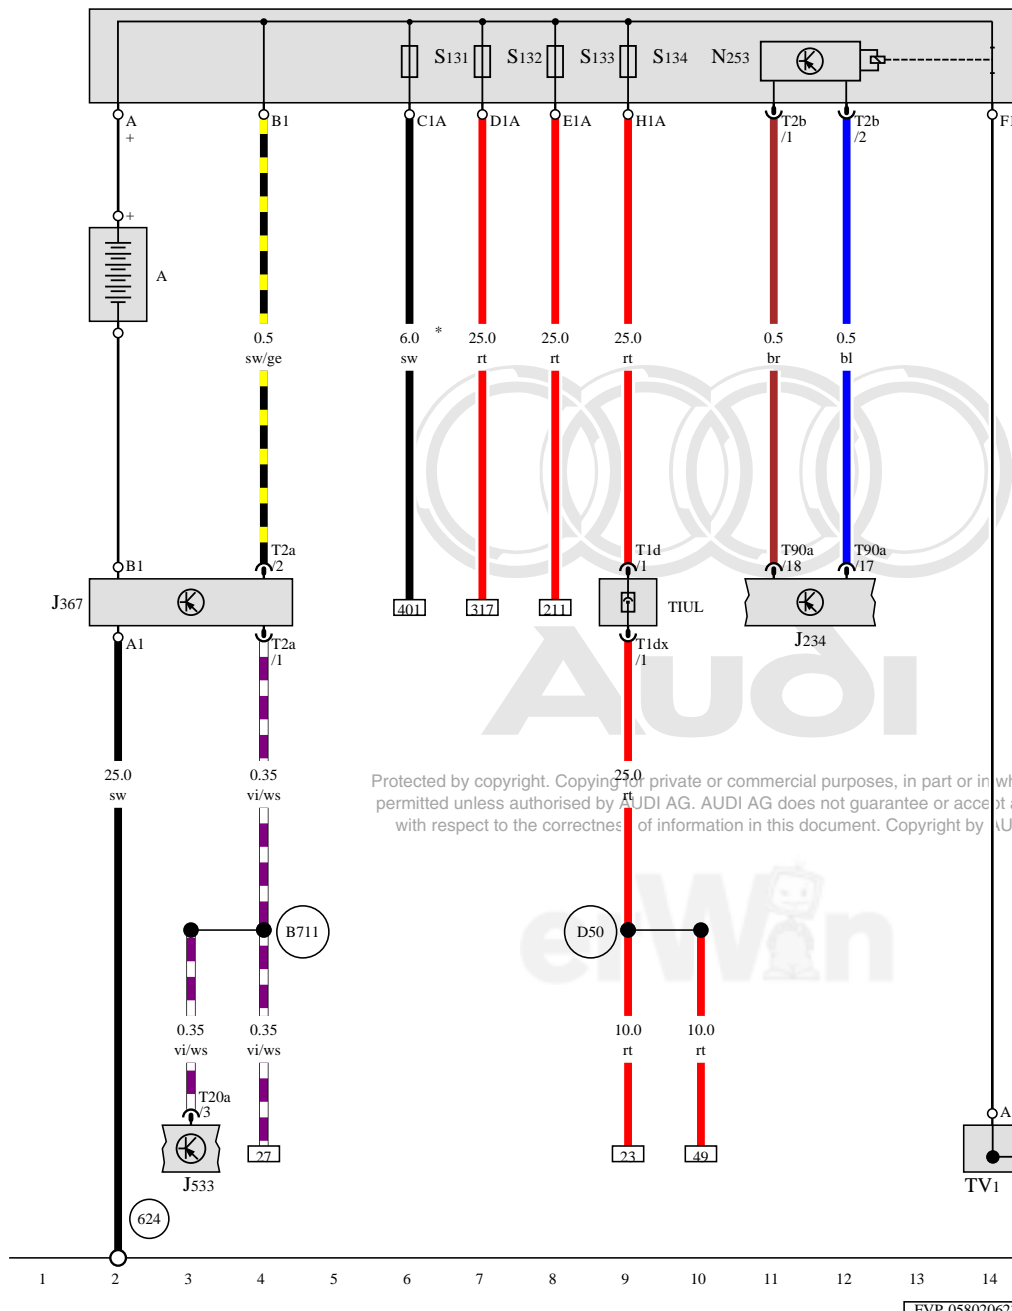 S131 S132 S133 S134 N253
A B1 C1A D1A E1A H1A T2b T2b F1
+ /1 /2
+
A
0.5 6.0 * 25.0 25.0 25.0 0.5 0.5
sw/ge sw rt rt rt br bl
T2a T1d T90a T90a
B1 /2 /1 /18 /17
J367 401 317 211 TIUL
J234
A1 T2a T1dx
/1 /1
AUDI
25.0 0.35 25.0
sw vi/ws rt
Protected by copyright. Copying for private or commercial purposes, in part or in wh
permitted unless authorised by AUDI AG. AUDI AG does not guarantee or accept a
with respect to the correctness of information in this document. Copyright by AU
erWin
B711 D50
0.35 0.35 10.0 10.0
vi/ws vi/ws rt rt
T20a
/3 A
27 23 49
J533 TV1
624
1 2 3 4 5 6 7 8 9 10 11 12 13 14